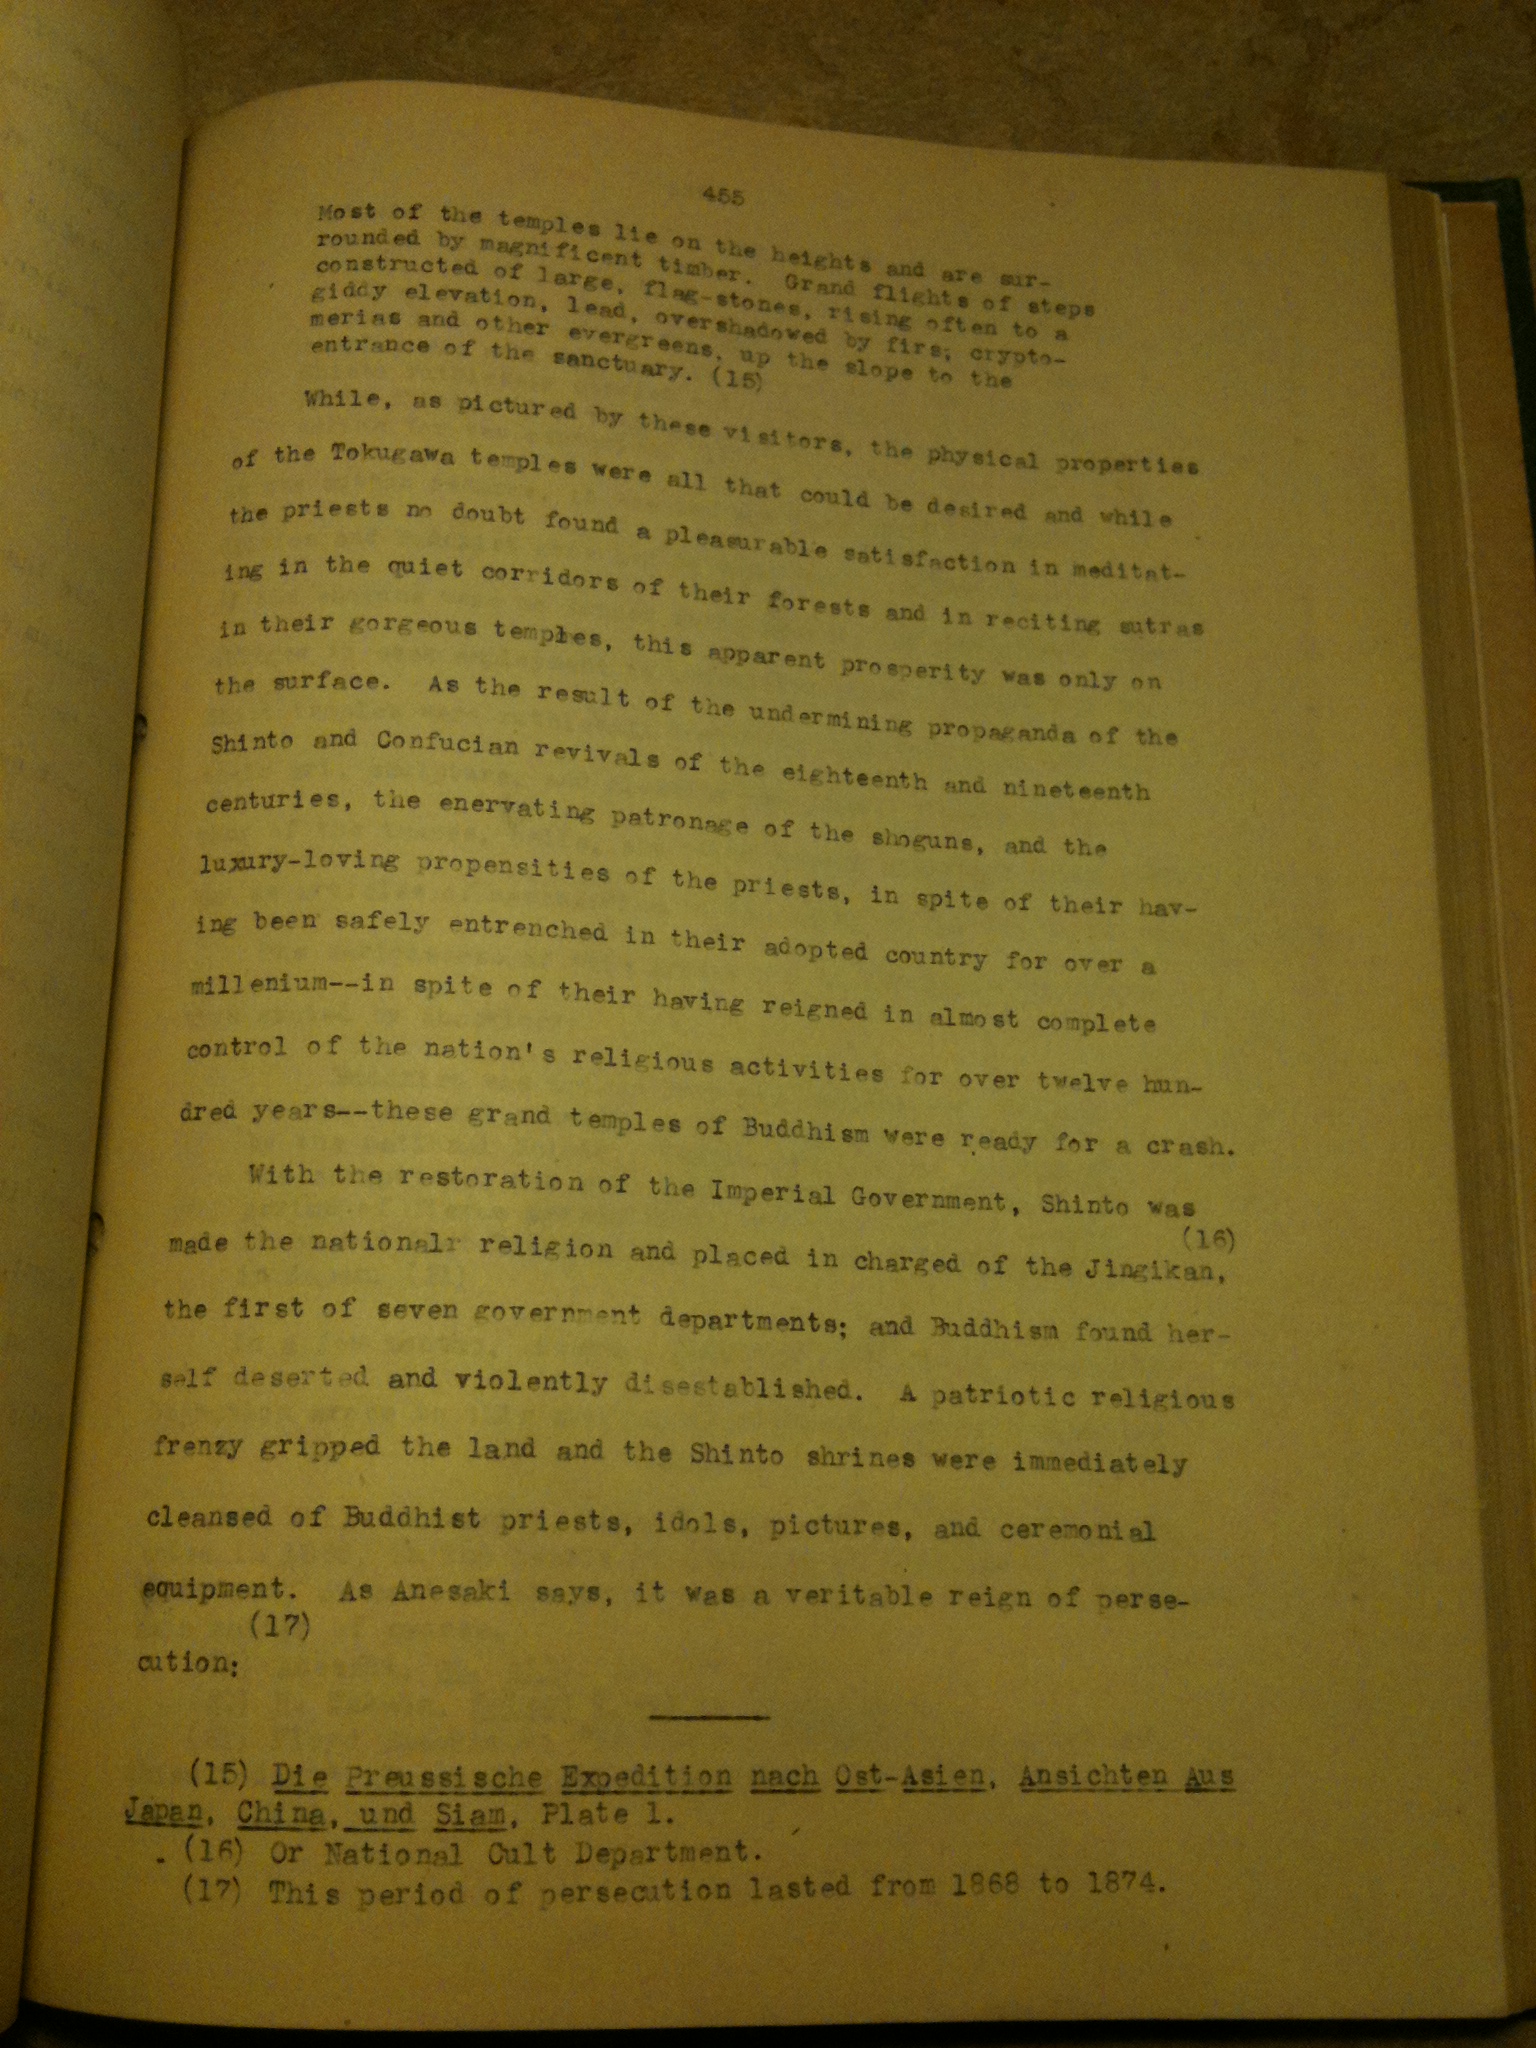 455
Most of the temples lie on the heights and are sur-
rounded by magnificent timber. Grand flights of steps
constructed of large, flag-stones, rising often to a
giddy elevation, lead, overshadowed by firs, crypto-
merias and other evergreens, up the slope to the
entrance of the sanctuary. (15)
While, as pictured by these visitors, the physical properties
of the Tokugawa temples were all that could be desired and while
the priests no doubt found a pleasurable satisfaction in meditat-
ing in the quiet corridors of their forests and in reciting sutras
in their gorgeous temples, this apparent prosperity was only on
the surface. As the result of the undermining propaganda of the
Shinto and Confucian revivals of the eighteenth and nineteenth
centuries, the enervating patronage of the shoguns, and the
luxury-loving propensities of the priests, in spite of their hav-
ing been safely entrenched in their adopted country for over a
millenium--in spite of their having reigned in almost complete
control of the nation's religious activities for over twelve hun-
dred years--these grand temples of Buddhism were ready for a crash.
With the restoration of the Imperial Government, Shinto was
(16)
made the nationalr religion and placed in charged of the Jingikan,
the first of seven government departments; and Buddhism found her-
self deserted and violently disestablished. A patriotic religious
frenzy gripped the land and the Shinto shrines were immediately
cleansed of Buddhist priests, idols, pictures, and ceremonial
equipment. As Anesaki says, it was a veritable reign of perse-
(17)
cution:
(15) Die Preussische Expedition nach Ost-Asien, Ansichten Aus
Japan, China, und Siam, Plate 1.
(16) Or National Cult Department.
(17) This period of persecution lasted from 1868 to 1874.